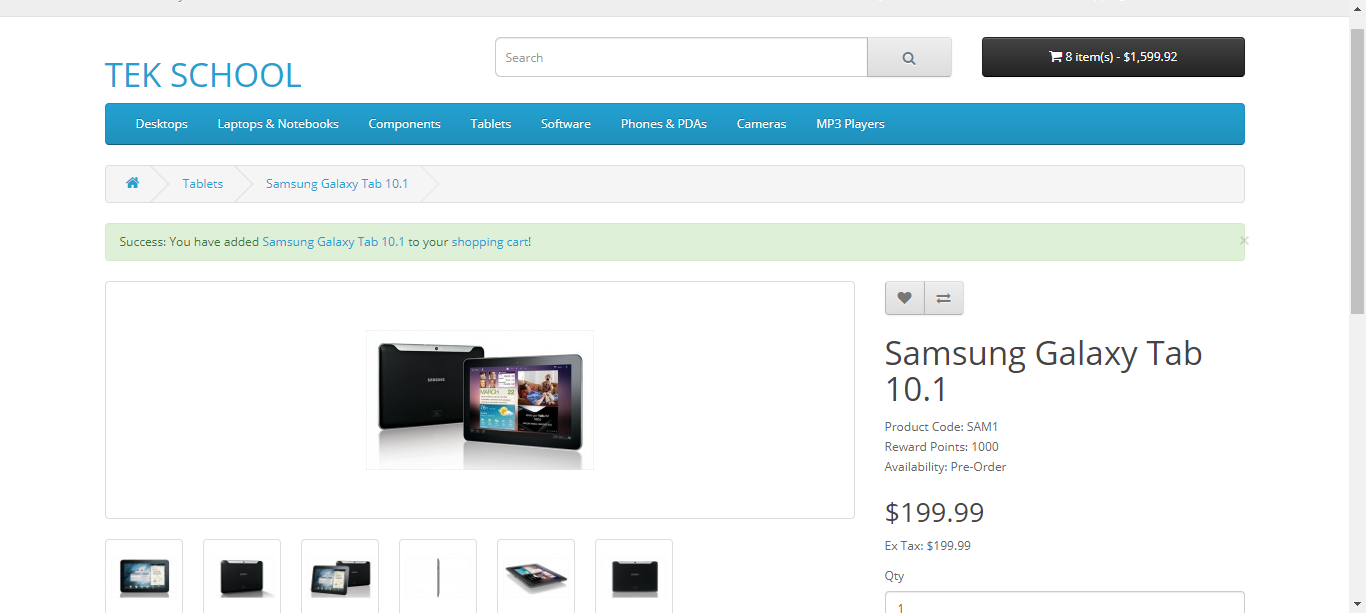 TEK SCHOOL
Search
8 item(s) - $1,599.92
Desktops
Laptops & Notebooks
Components
Tablets
Software
Phones & PDAs
Cameras
MP3 Players
Tablets
Samsung Galaxy Tab 10.1
Success: You have added Samsung Galaxy Tab 10.1 to your shopping cart!
×
SAMSUNG
MARCH 22
Samsung Galaxy Tab
10.1
Product Code: SAM1
Reward Points: 1000
Availability: Pre-Order
$199.99
Ex Tax: $199.99
Qty
1